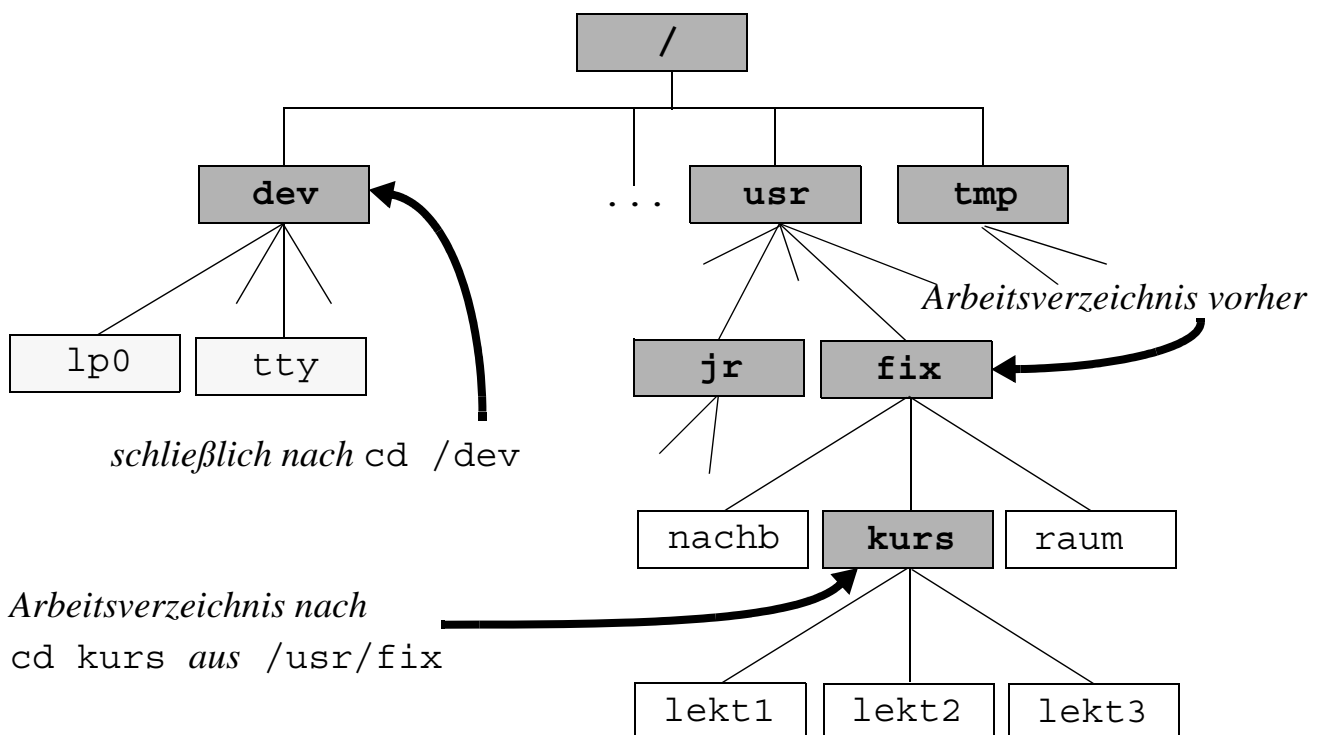 /
dev
...
usr
tmp
Arbeitsverzeichnis vorher
lp0
tty
jr
fix
schließlich nach cd /dev
nachb
kurs
raum
Arbeitsverzeichnis nach
cd kurs aus /usr/fix
lekt1
lekt2
lekt3